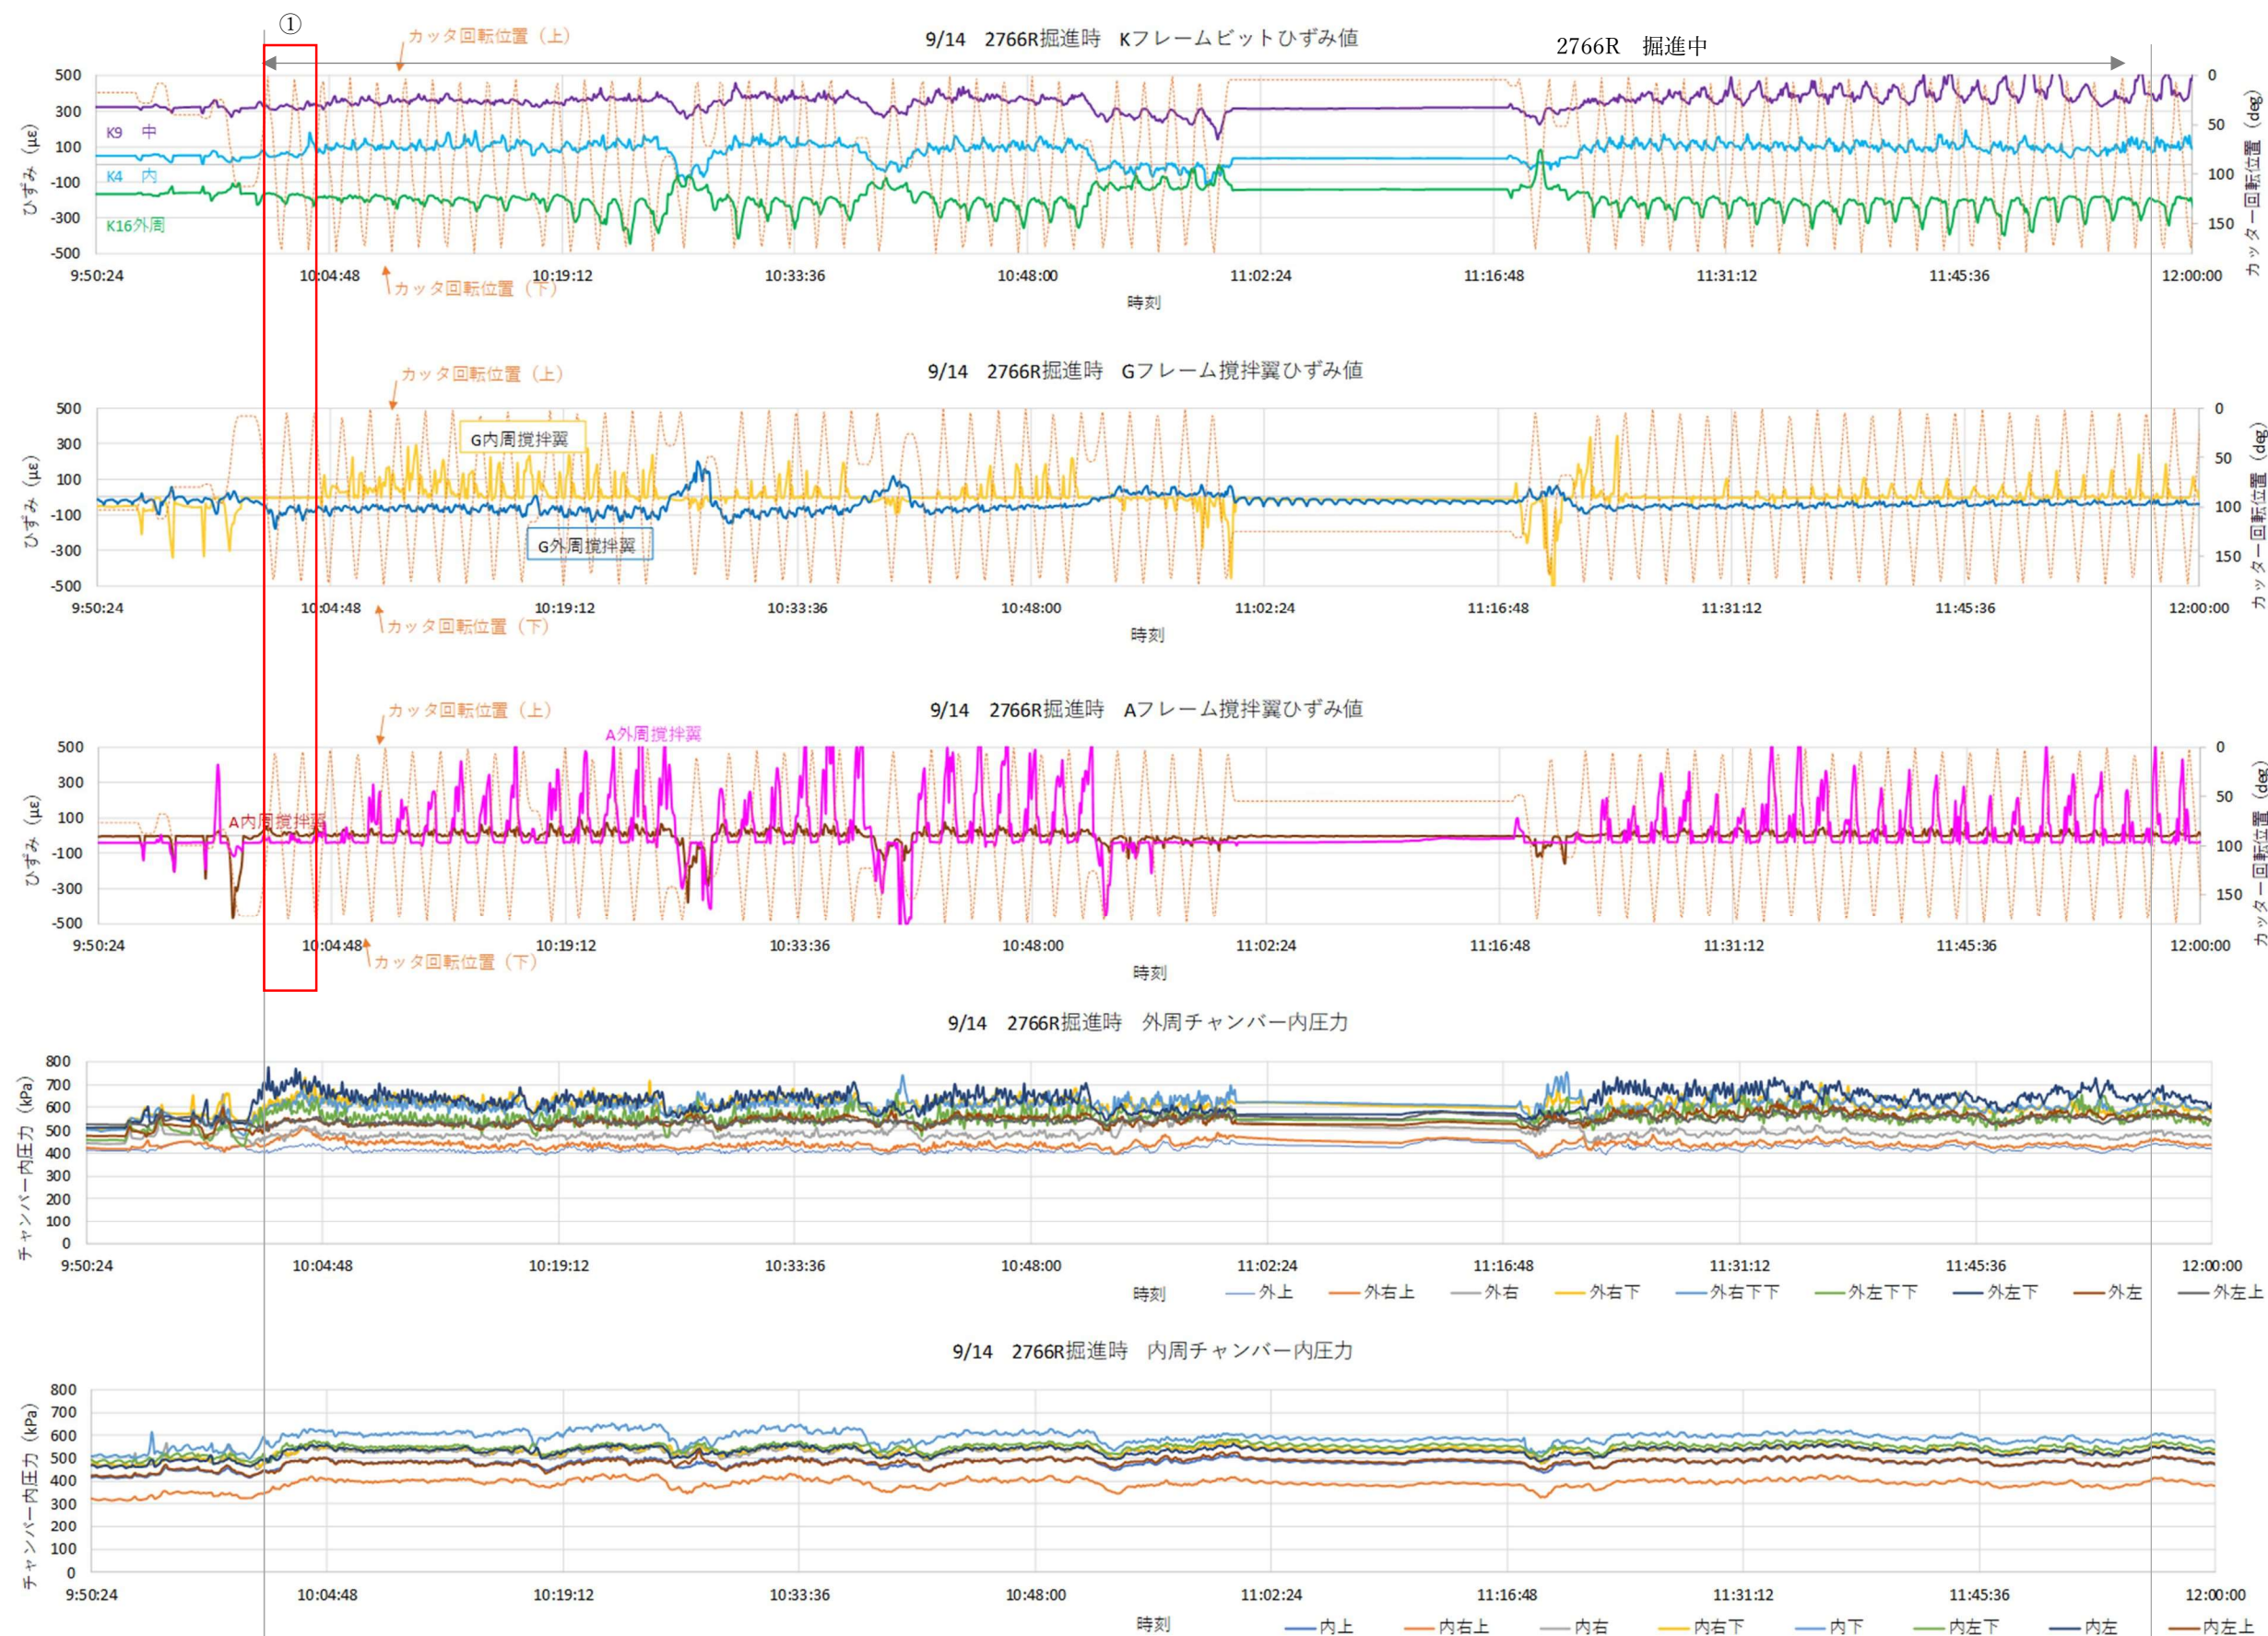 ①
カッタ回転位置（上）
9/14　2766R掘進時　Kフレームビットひずみ値
2766R　掘進中
500
300
100
-100
-300
-500
ひずみ（με）
K9　中
K4　内
K16外周
0
50
100
150
カッター回転位置（deg）
9:50:24
10:04:48
10:19:12
10:33:36
10:48:00
11:02:24
11:16:48
11:31:12
11:45:36
12:00:00
カッタ回転位置（下）
時刻
カッタ回転位置（上）
9/14　2766R掘進時　Gフレーム撹拌翼ひずみ値
500
300
100
-100
-300
-500
ひずみ（με）
G内周撹拌翼
G外周撹拌翼
0
50
100
150
カッター回転位置（deg）
9:50:24
10:04:48
10:19:12
10:33:36
10:48:00
11:02:24
11:16:48
11:31:12
11:45:36
12:00:00
カッタ回転位置（下）
時刻
カッタ回転位置（上）
9/14　2766R掘進時　Aフレーム撹拌翼ひずみ値
A外周撹拌翼
500
300
100
-100
-300
-500
ひずみ（με）
A内周撹拌翼
0
50
100
150
カッター回転位置（deg）
9:50:24
10:04:48
10:19:12
10:33:36
10:48:00
11:02:24
11:16:48
11:31:12
11:45:36
12:00:00
カッタ回転位置（下）
時刻
9/14　2766R掘進時　外周チャンバー内圧力
800
700
600
500
400
300
200
100
0
チャンバー内圧力（kPa）
9:50:24
10:04:48
10:19:12
10:33:36
10:48:00
11:02:24
11:16:48
11:31:12
11:45:36
12:00:00
時刻
外上
外右上
外右
外右下
外右下下
外左下下
外左下
外左
外左上
9/14　2766R掘進時　内周チャンバー内圧力
800
700
600
500
400
300
200
100
0
チャンバー内圧力（kPa）
9:50:24
10:04:48
10:19:12
10:33:36
10:48:00
11:02:24
11:16:48
11:31:12
11:45:36
12:00:00
時刻
内上
内右上
内右
内右下
内下
内左下
内左
内左上